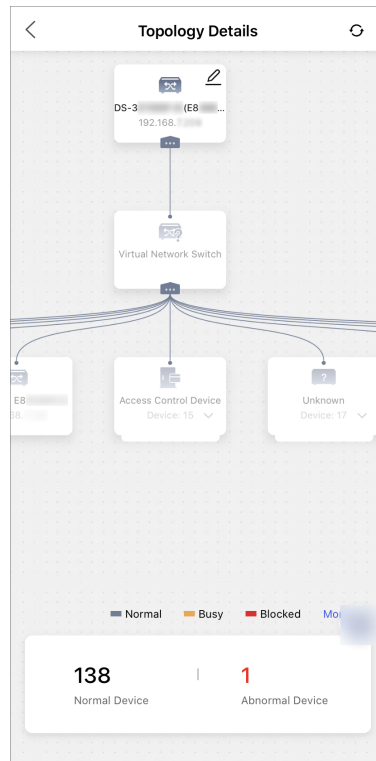 Topology Details
DS-3 (E8 ...
192.168.
Virtual Network Switch
E8
Access Control Device
Device: 15
?
Unknown
Device: 17
Normal
Busy
Blocked
138
1
Normal Device
Abnormal Device